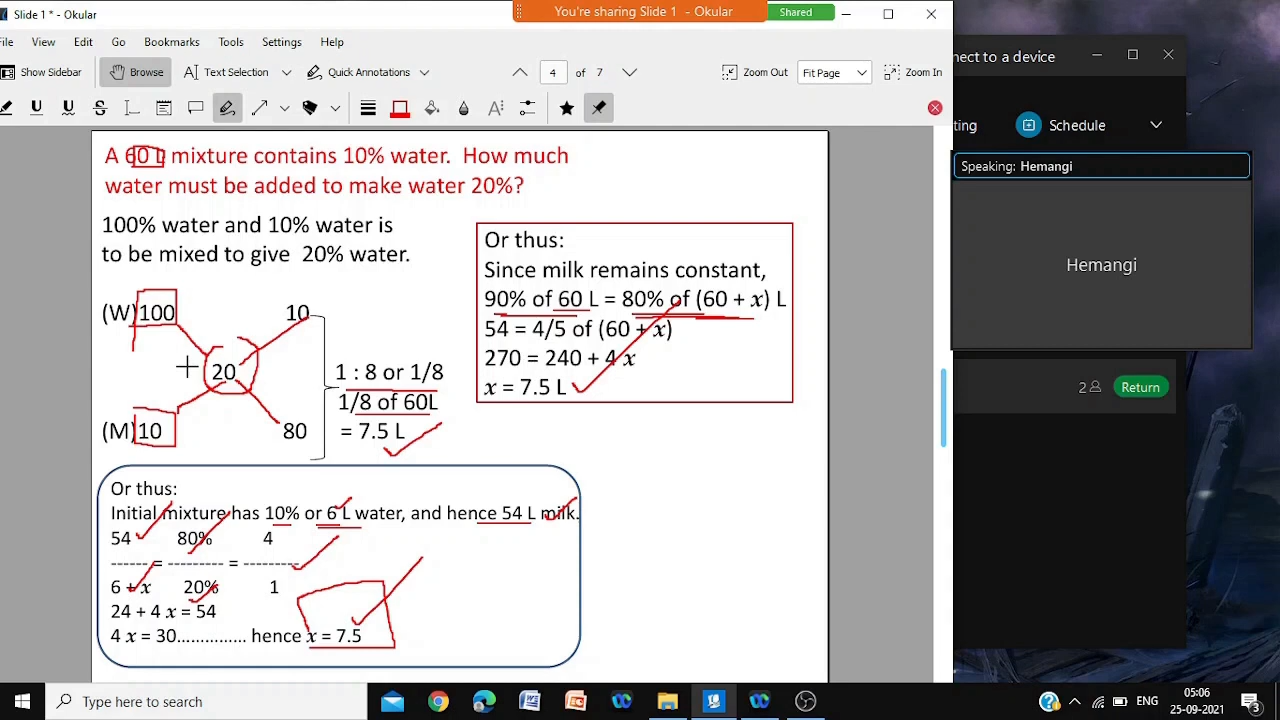 Slide 1 * - Okular
You're sharing Slide 1 - Okular
Shared
File View Edit Go Bookmarks Tools Settings Help
Show Sidebar Browse Text Selection Quick Annotations 4 of 7 Zoom Out Fit Page Zoom In
A 60 L mixture contains 10% water. How much
water must be added to make water 20%?
100% water and 10% water is
to be mixed to give 20% water.
(W) 100 10
20
(M) 10 80
1 : 8 or 1/8
1/8 of 60L
= 7.5 L
Or thus:
Since milk remains constant,
90% of 60 L = 80% of (60 + x) L
54 = 4/5 of (60 + x)
270 = 240 + 4 x
x = 7.5 L
Or thus:
Initial mixture has 10% or 6 L water, and hence 54 L milk.
54 80% 4
------ = --------- = ---------
6 + x 20% 1
24 + 4 x = 54
4 x = 30.............. hence x = 7.5
nect to a device
ting
Schedule
Speaking: Hemangi
Hemangi
2
Return
Type here to search
ENG
05:06
25-09-2021
3